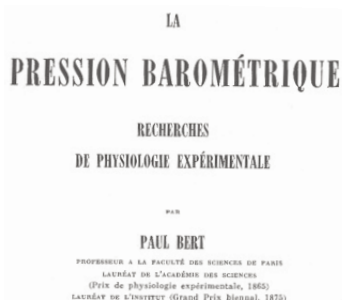 LA
PRESSION BAROMÉTRIQUE
RECHERCHES
DE PHYSIOLOGIE EXPÉRIMENTALE
PAR
PAUL BERT
PROFESSEUR A LA FACULTÉ DES SCIENCES DE PARIS
LAURÉAT DE L'ACADÉMIE DES SCIENCES
(Prix de physiologie expérimentale, 1865)
LAURÉAT DE L'INSTITUT (Grand Prix biennal, 1875)